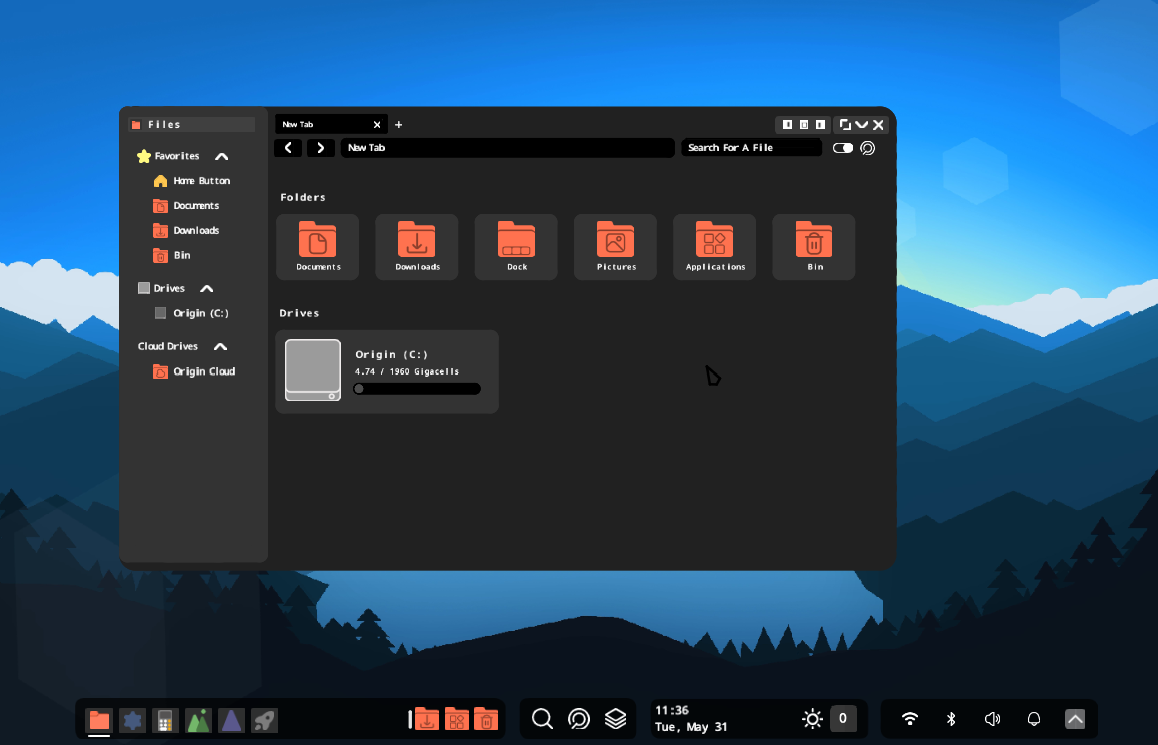 Files
New Tab
New Tab
Search For A File
Favorites
Home Button
Documents
Downloads
Bin
Drives
Origin (C:)
Cloud Drives
Origin Cloud
Folders
Documents
Downloads
Dock
Pictures
Applications
Bin
Drives
Origin (C:)
4.74 / 1960 Gigacells
11:36
Tue, May 31
0